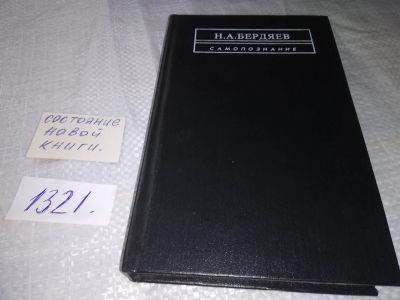 Н.А.БЕРДЯЕВ
САМОПОЗНАНИЕ
состояние
новой
книги.
1321.